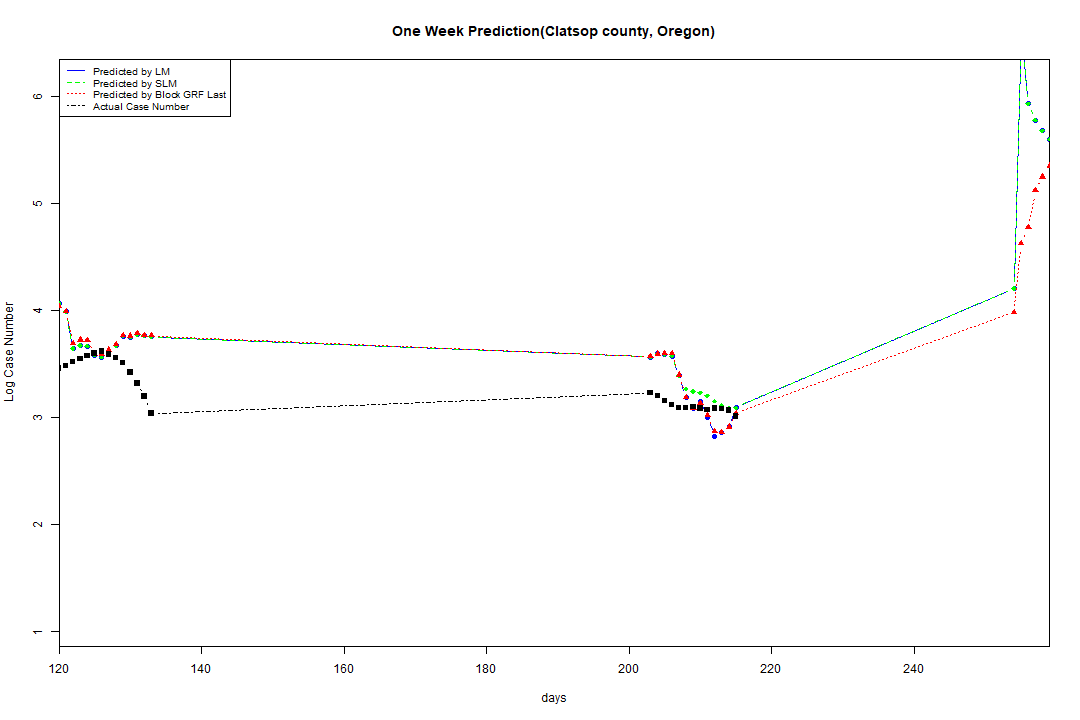 One Week Prediction(Clatsop county, Oregon)
Predicted by LM
Predicted by SLM
Predicted by Block GRF Last
Actual Case Number
6
5
4
3
2
1
Log Case Number
120 140 160 180 200 220 240
days